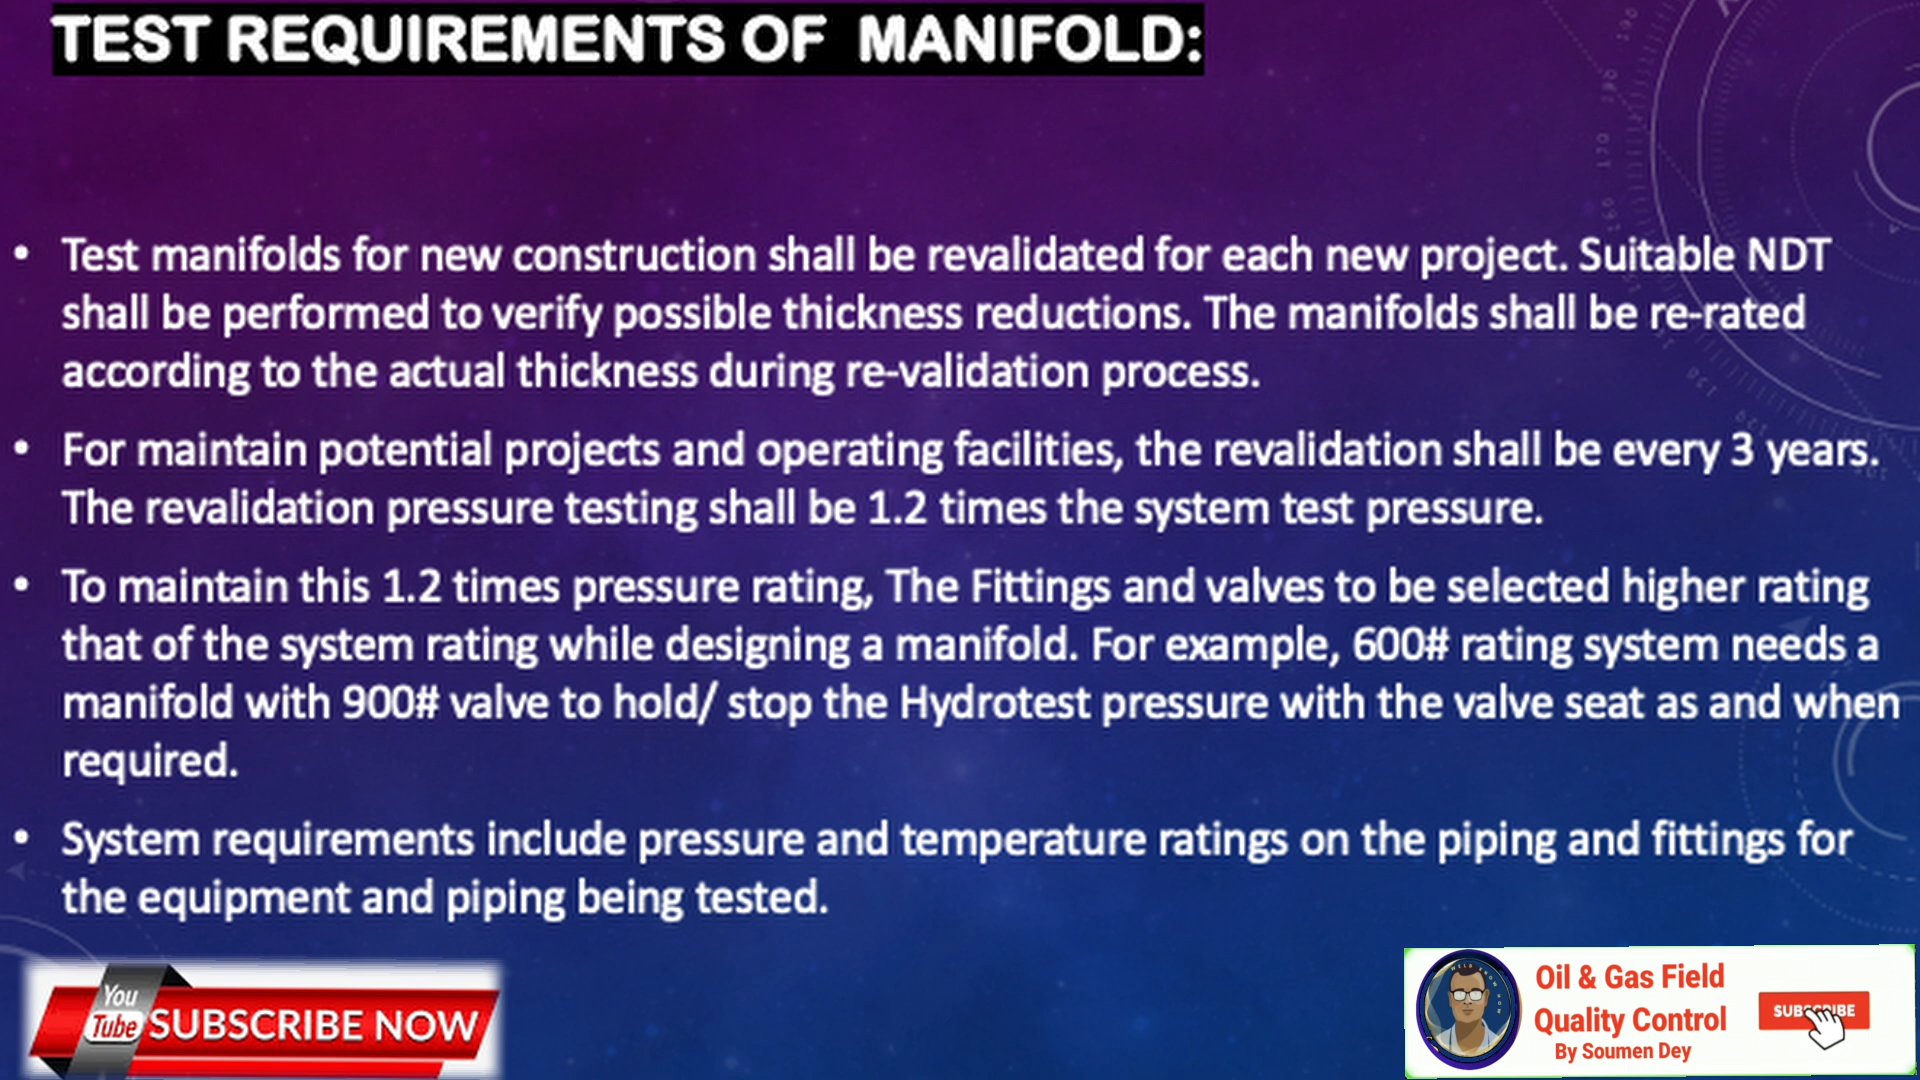 TEST REQUIREMENTS OF MANIFOLD:
• Test manifolds for new construction shall be revalidated for each new project. Suitable NDT
shall be performed to verify possible thickness reductions. The manifolds shall be re-rated
according to the actual thickness during re-validation process.
• For maintain potential projects and operating facilities, the revalidation shall be every 3 years.
The revalidation pressure testing shall be 1.2 times the system test pressure.
• To maintain this 1.2 times pressure rating, The Fittings and valves to be selected higher rating
that of the system rating while designing a manifold. For example, 600# rating system needs a
manifold with 900# valve to hold/ stop the Hydrotest pressure with the valve seat as and when
required.
• System requirements include pressure and temperature ratings on the piping and fittings for
the equipment and piping being tested.
You
Tube
SUBSCRIBE NOW
Oil & Gas Field
Quality Control
By Soumen Dey
SUBSCRIBE
160
170
190